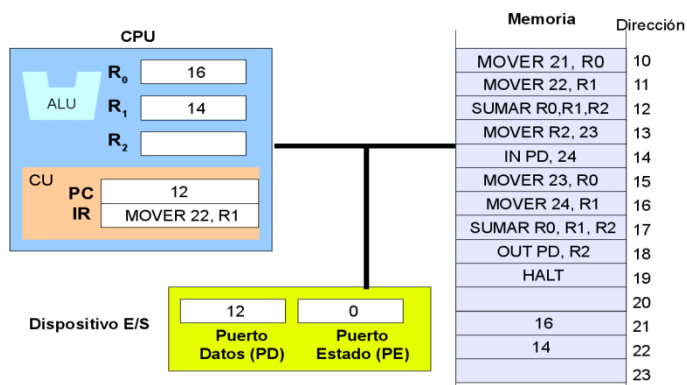 CPU
Memoria
Dirección
ALU
R0 16
R1 14
R2
CU
PC 12
IR MOVER 22, R1
MOVER 21, R0 10
MOVER 22, R1 11
SUMAR R0,R1,R2 12
MOVER R2, 23 13
IN PD, 24 14
MOVER 23, R0 15
MOVER 24, R1 16
SUMAR R0, R1, R2 17
OUT PD, R2 18
HALT 19
20
16 21
14 22
23
Dispositivo E/S
12 0
Puerto Puerto
Datos (PD) Estado (PE)